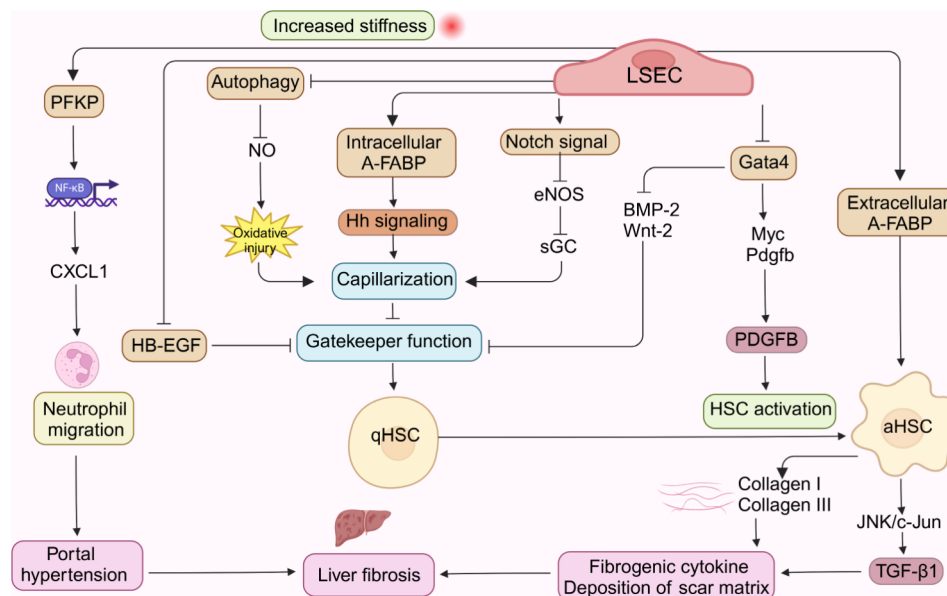 Increased stiffness
LSEC
PFKP
Autophagy
Intracellular
A-FABP
Notch signal
Gata4
Extracellular
A-FABP
NO
eNOS
NF-κB
Hh signaling
BMP-2
Wnt-2
Oxidative
injury
sGC
Myc
Pdgfb
CXCL1
Capillarization
HB-EGF
Gatekeeper function
PDGFB
Neutrophil
migration
qHSC
HSC activation
aHSC
Collagen I
Collagen III
JNK/c-Jun
Portal
hypertension
Liver fibrosis
Fibrogenic cytokine
Deposition of scar matrix
TGF-β1